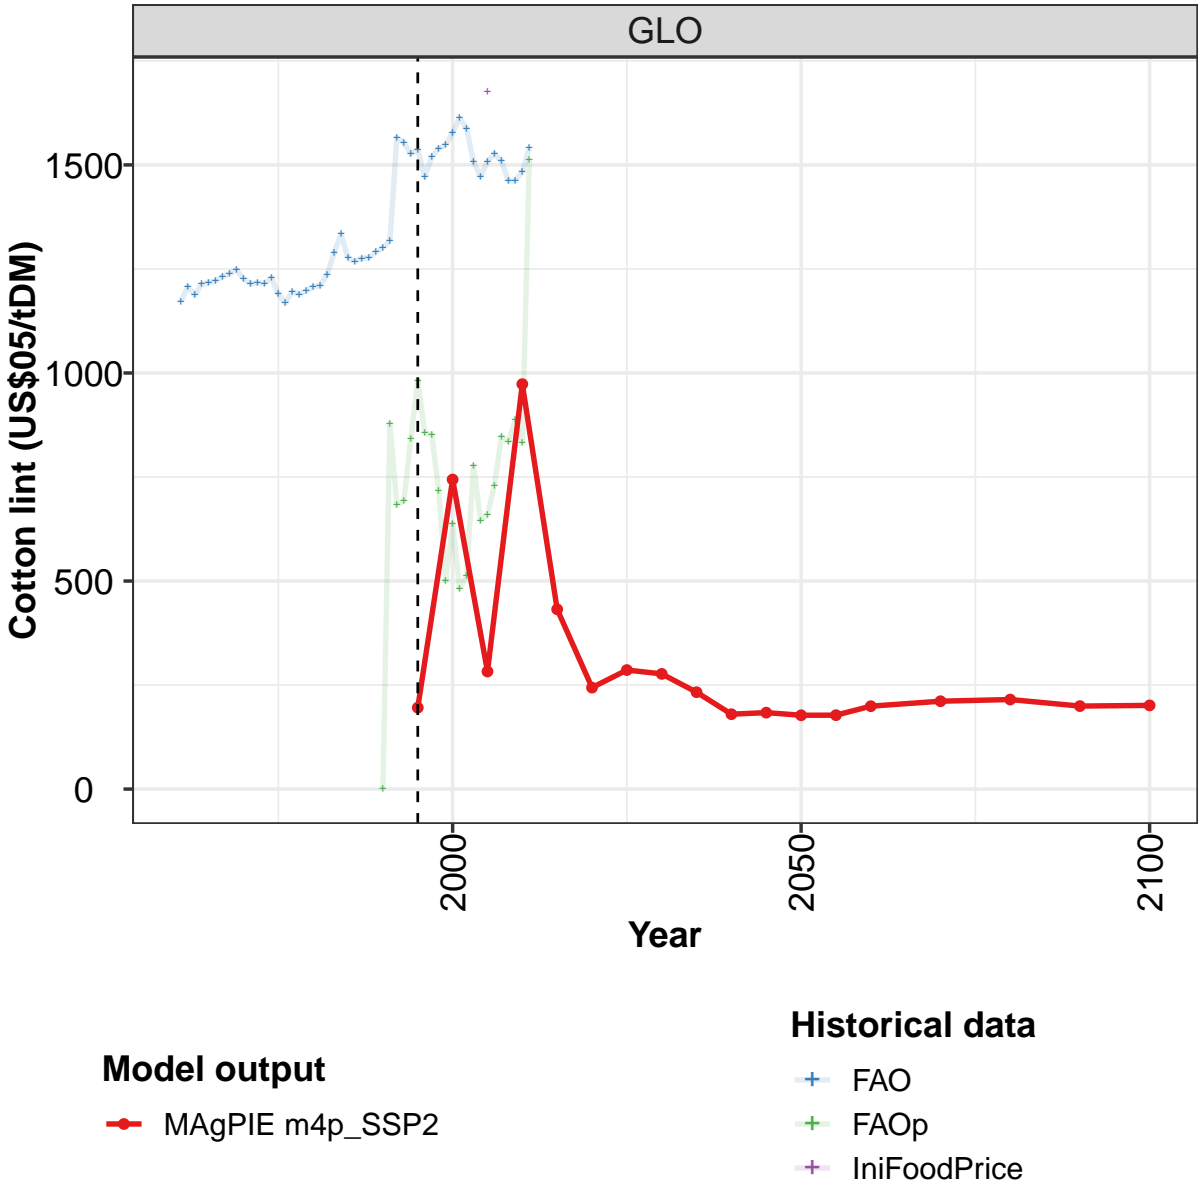 GLO
Cotton lint (US$05/tDM)
1500
1000
500
0
2000
2050
2100
Year
Model output
MAgPIE m4p_SSP2
Historical data
FAO
FAOp
IniFoodPrice